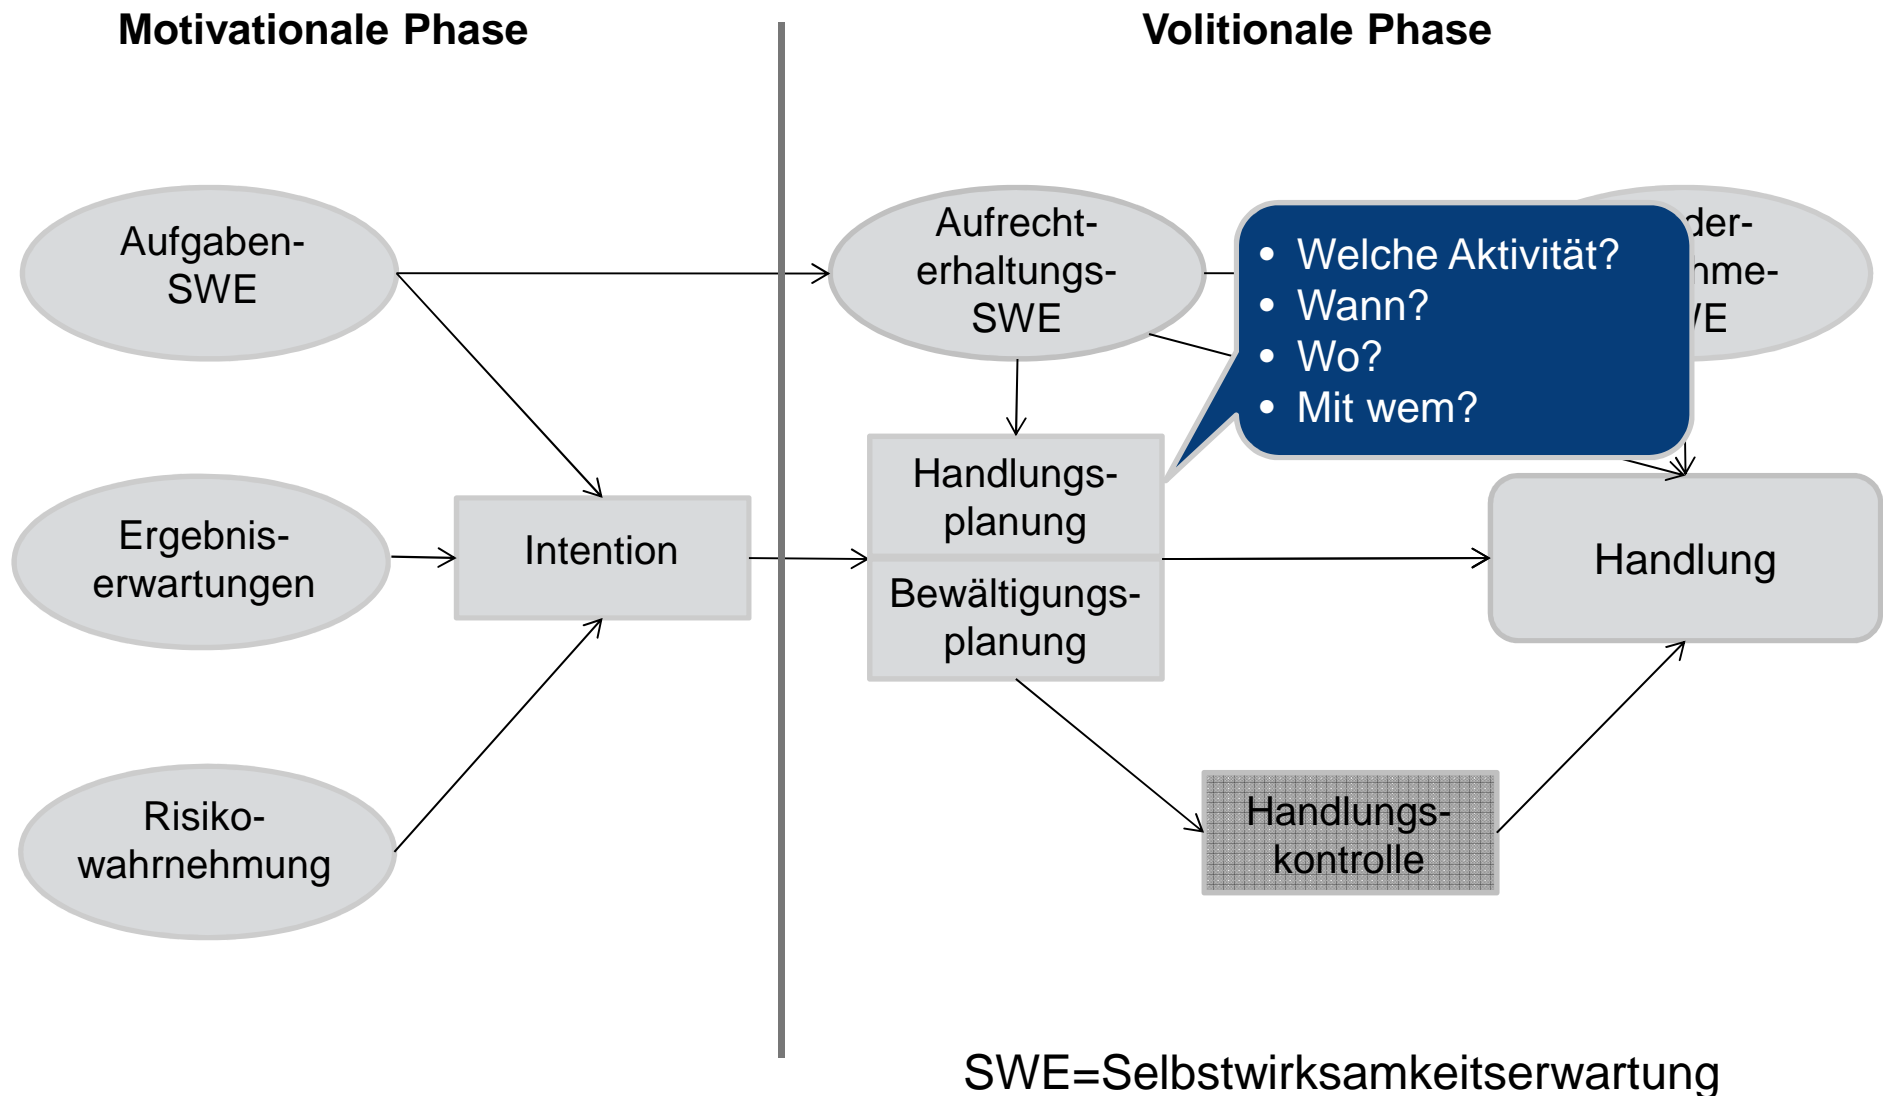 Motivationale Phase
Volitionale Phase
Aufgaben-
SWE
Aufrecht-
erhaltungs-
SWE
• Welche Aktivität?
• Wann?
• Wo?
• Mit wem?
Handlungs-
planung
Ergebnis-
erwartungen
Intention
Bewältigungs-
planung
Handlung
Risiko-
wahrnehmung
Handlungs-
kontrolle
SWE=Selbstwirksamkeitserwartung